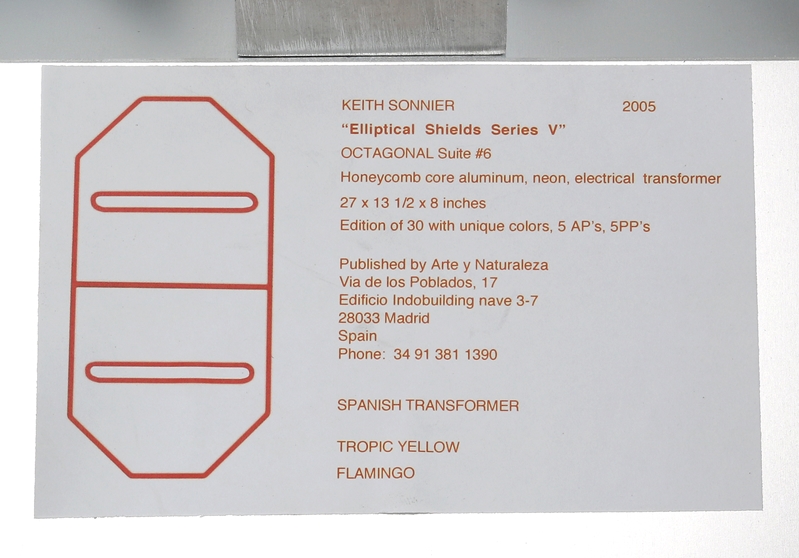 KEITH SONNIER 2005
“Elliptical Shields Series V”
OCTAGONAL Suite #6
Honeycomb core aluminum, neon, electrical transformer
27 x 13 1/2 x 8 inches
Edition of 30 with unique colors, 5 AP's, 5PP's
Published by Arte y Naturaleza
Via de los Poblados, 17
Edificio Indobuilding nave 3-7
28033 Madrid
Spain
Phone: 34 91 381 1390
SPANISH TRANSFORMER
TROPIC YELLOW
FLAMINGO